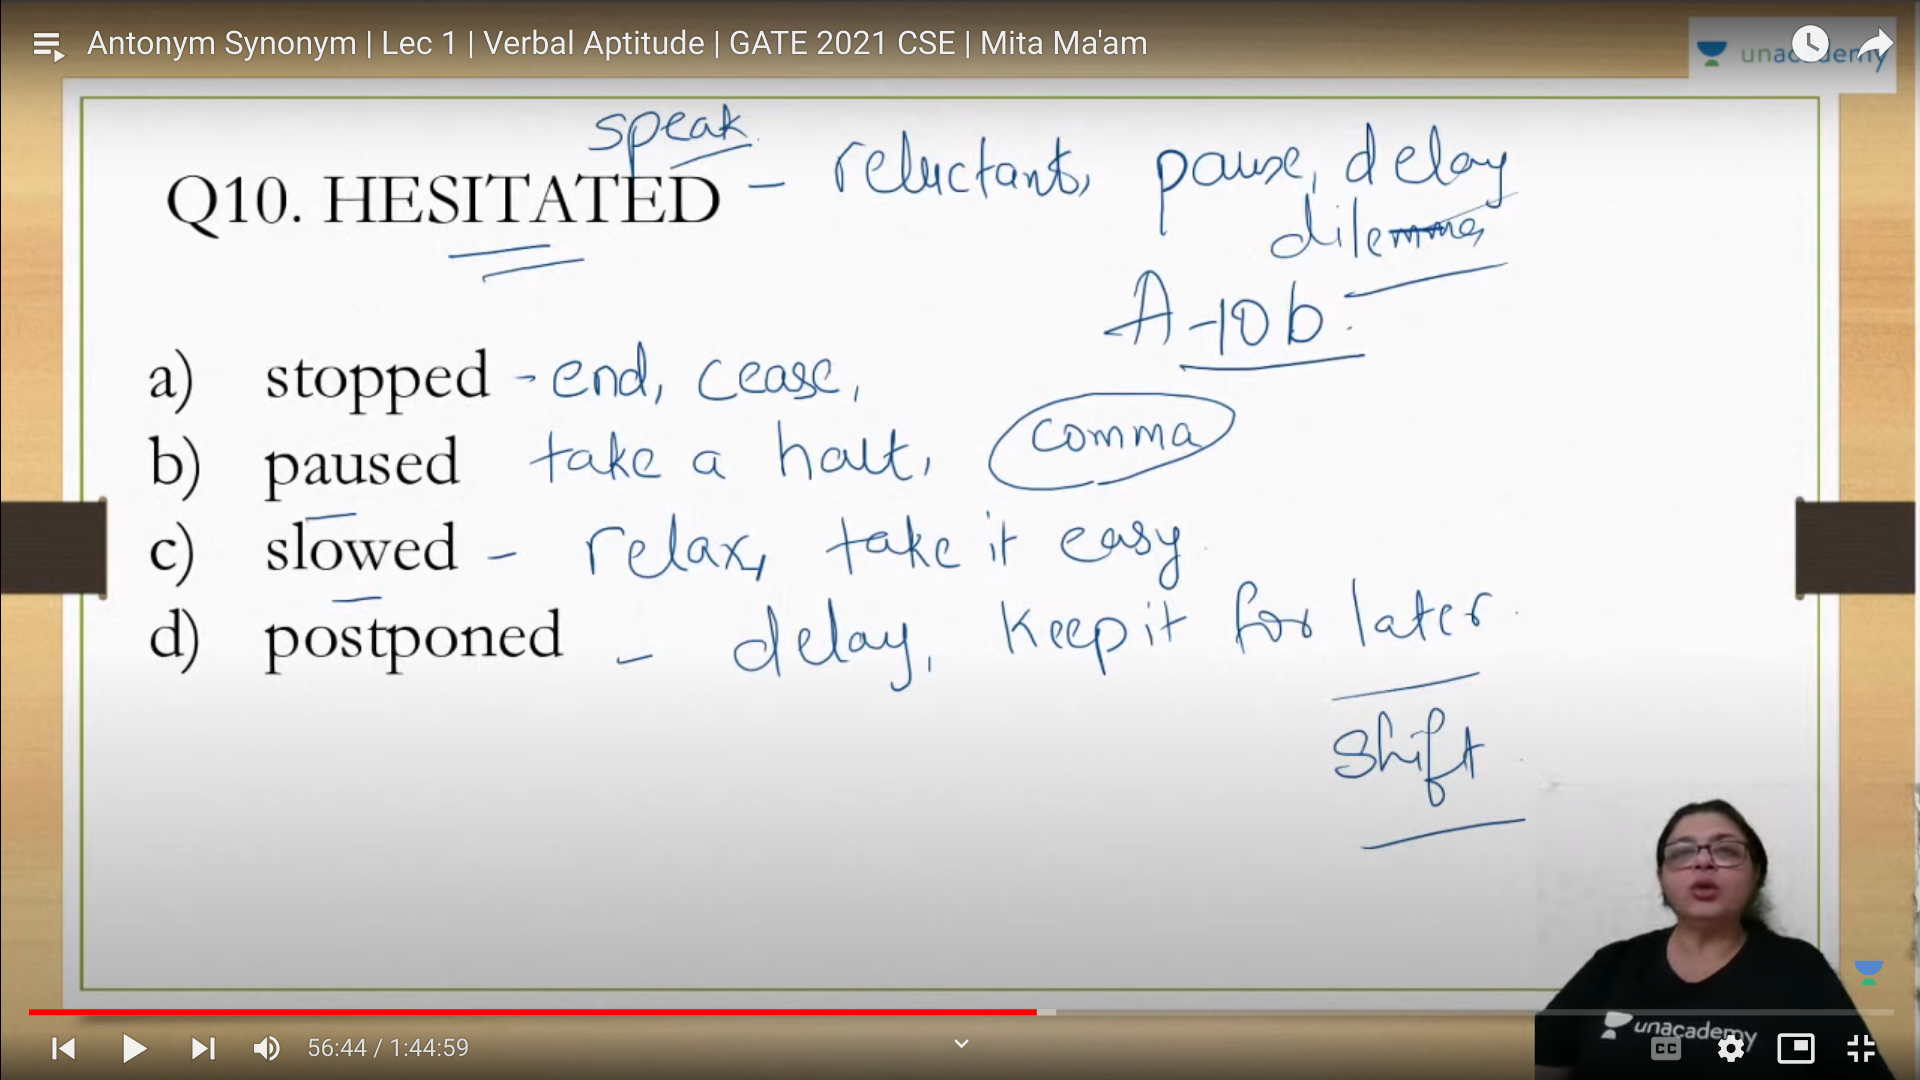 Antonym Synonym | Lec 1 | Verbal Aptitude | GATE 2021 CSE | Mita Ma'am
unacademy
speak
Q10. HESITATED – reluctant, pause, delay
dilemma,
A-10 b.
a) stopped - end, cease,
b) paused take a halt, comma
c) slowed - relax, take it easy
d) postponed - delay, keep it for later
shift
unacademy
56:44 / 1:44:59
CC